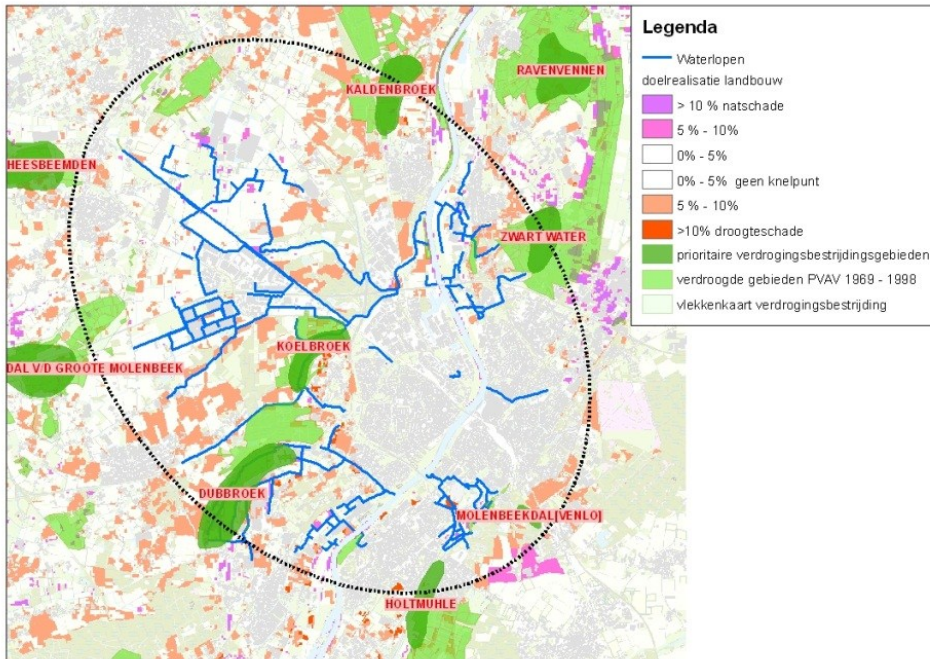 KALDENBROEK
RAVENVENNEN
HEESBEEMDEN
ZWART WATER
KOELBROEK
DAL V/D GROOTE MOLENBEEK
DUBBROEK
MOLENBEEKDAL[VENLO]
HOLTMUHLE
Legenda
Waterlopen
doelrealisatie landbouw
> 10 % natschade
5 % - 10%
0% - 5%
0% - 5% geen knelpunt
5 % - 10%
>10% droogteschade
prioritaire verdrogingsbestrijdingsgebieden
verdroogde gebieden PVAV 1969 - 1998
vlekkenkaart verdrogingsbestrijding